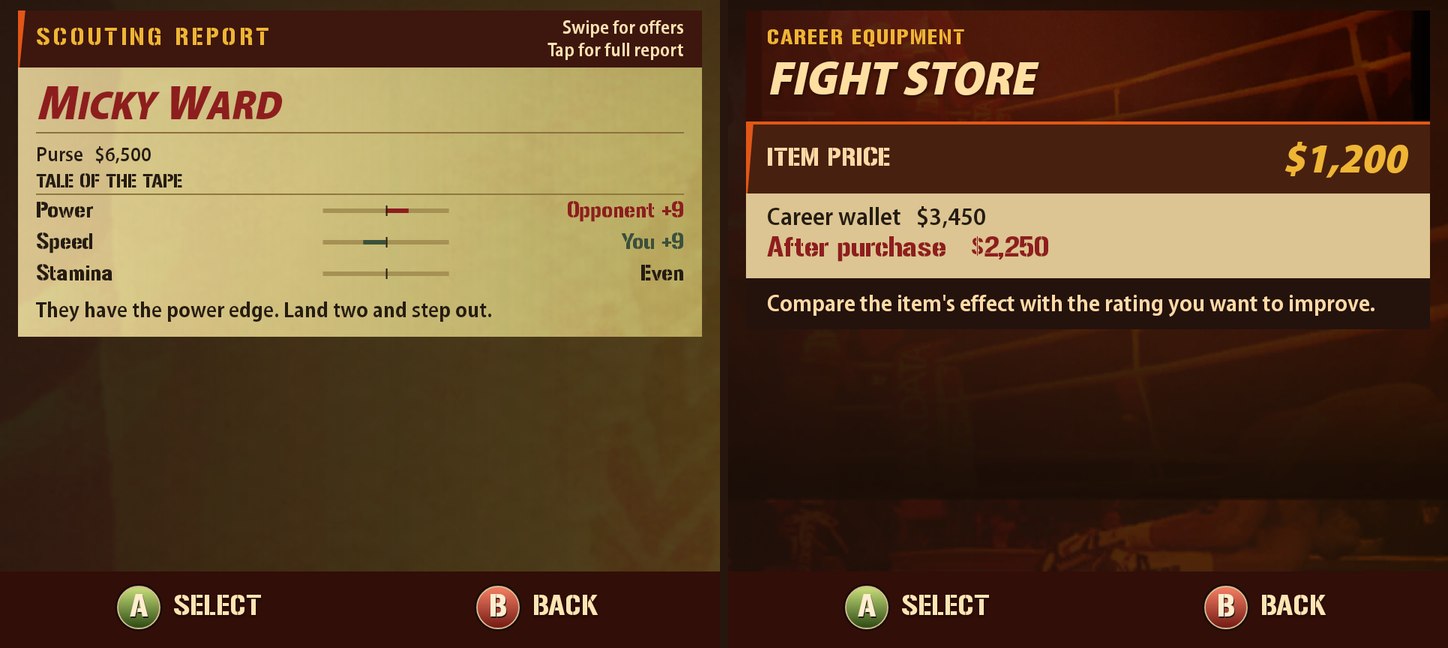 SCOUTING REPORT
Swipe for offers
Tap for full report
MICKY WARD
Purse $6,500
TALE OF THE TAPE
Power Opponent +9
Speed You +9
Stamina Even
They have the power edge. Land two and step out.
A SELECT B BACK
CAREER EQUIPMENT
FIGHT STORE
ITEM PRICE $1,200
Career wallet $3,450
After purchase $2,250
Compare the item's effect with the rating you want to improve.
A SELECT B BACK